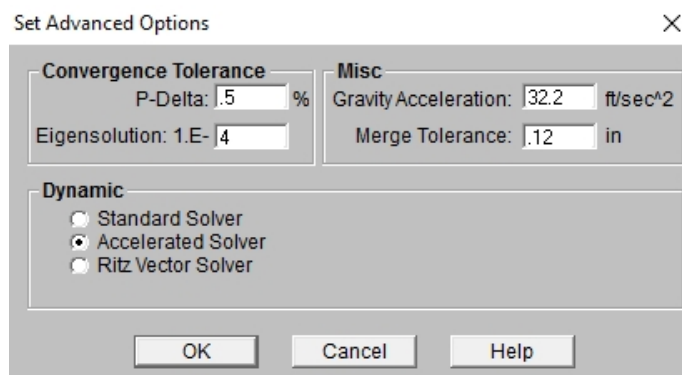 Set Advanced Options
Convergence Tolerance
P-Delta: .5 %
Eigensolution: 1.E- 4
Misc
Gravity Acceleration: 32.2 ft/sec^2
Merge Tolerance: .12 in
Dynamic
Standard Solver
Accelerated Solver
Ritz Vector Solver
OK Cancel Help